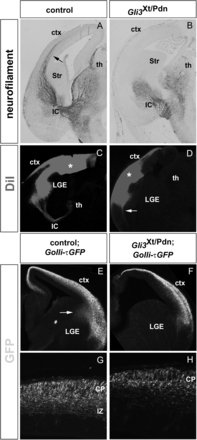 control
Gli3Xt/Pdn
neurofilament
ctx
A
Str
th
IC
ctx
B
Str
th
IC
DiI
ctx
C
*
LGE
th
IC
ctx
D
*
th
LGE
control;
Golli-τGFP
Gli3Xt/Pdn;
Golli-τGFP
GFP
ctx
E
*
LGE
ctx
F
LGE
G
CP
IZ
H
CP